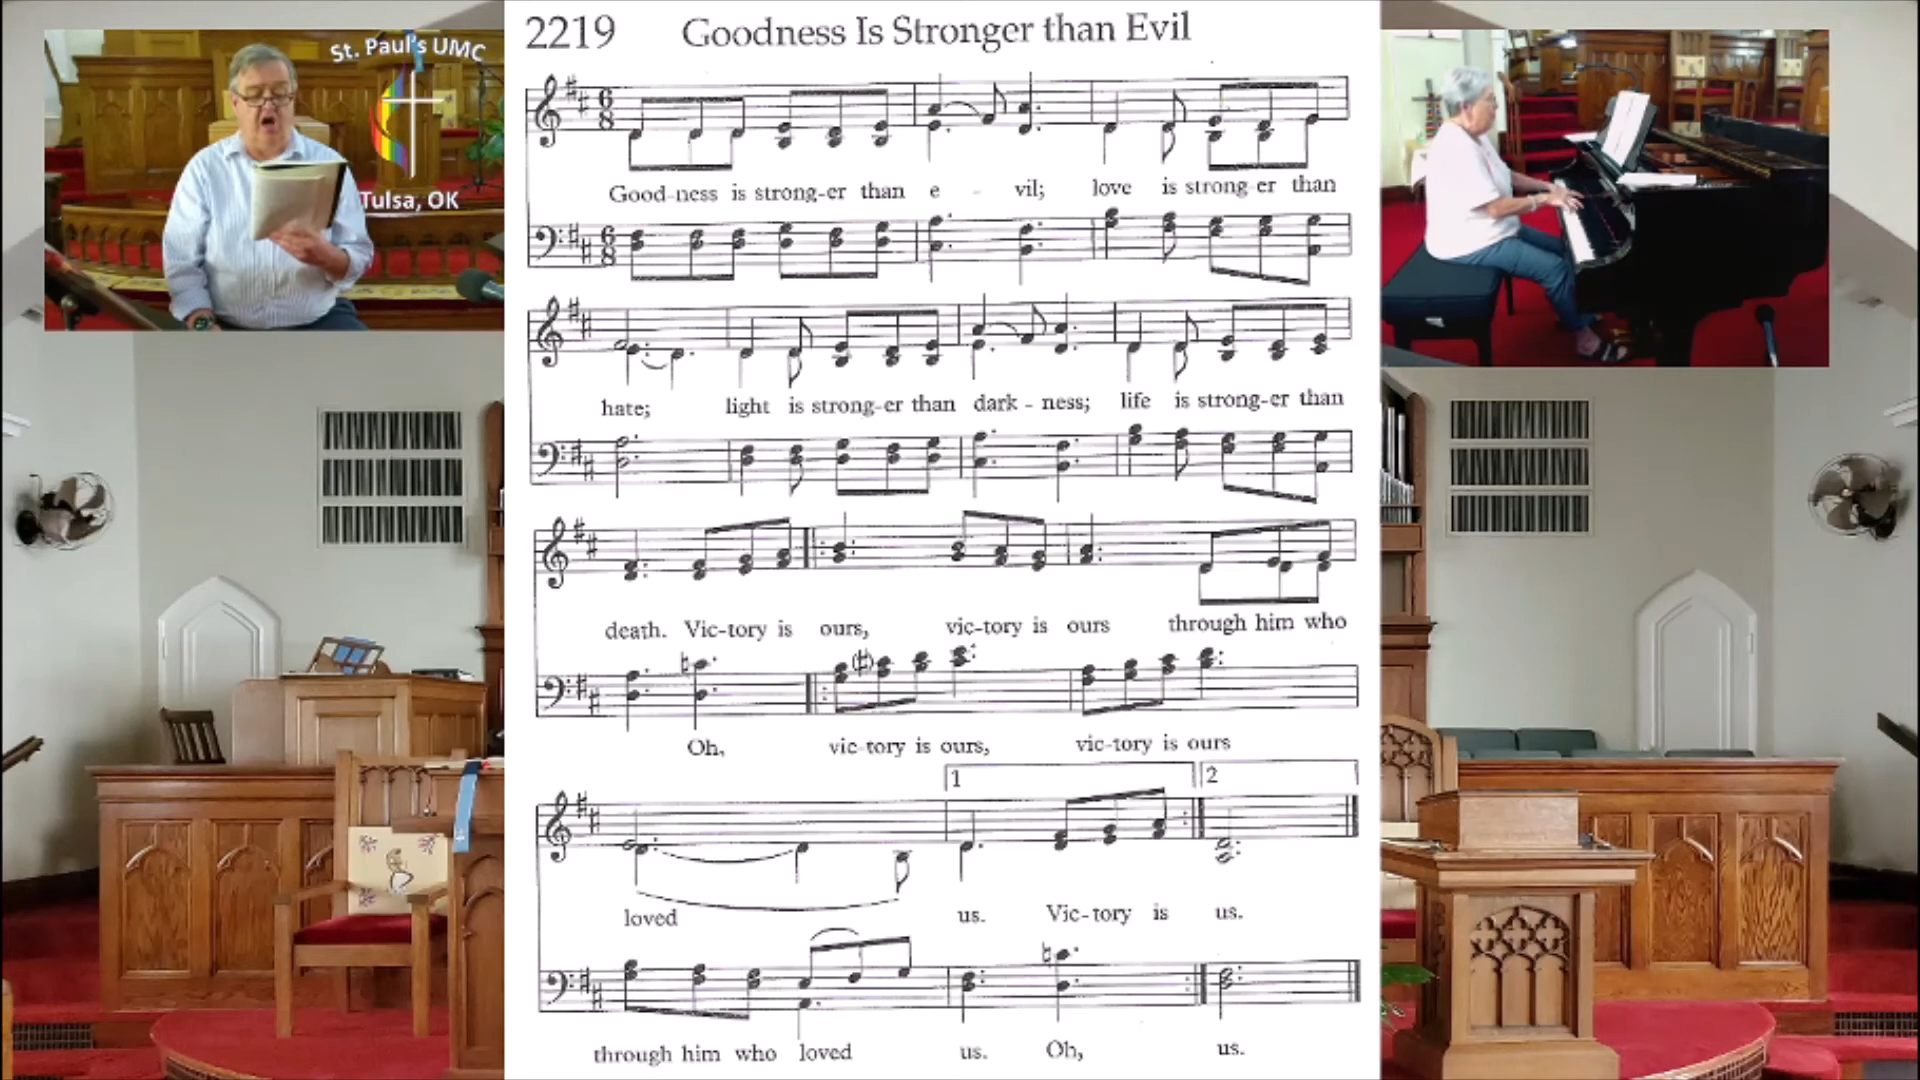 St. Paul's UMC
Tulsa, OK
2219 Goodness Is Stronger than Evil
Good-ness is strong-er than e - vil; love is strong-er than
hate; light is strong-er than dark - ness; life is strong-er than
death. Vic-tory is ours, vic-tory is ours through him who
Oh, vic-tory is ours, vic-tory is ours
1 2
loved us. Vic-tory is us.
through him who loved us. Oh, us.